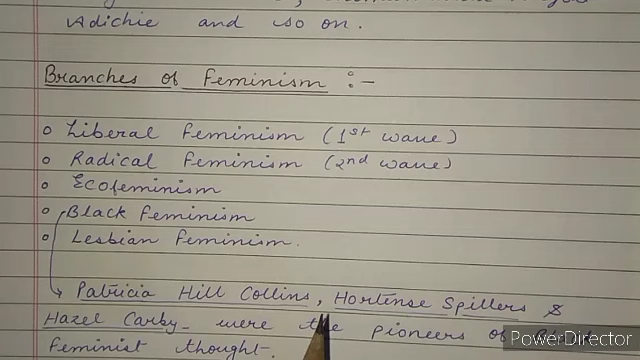 Adichie and so on.
Branches of Feminism :-
o Liberal Feminism (1st wave)
o Radical Feminism (2nd wave)
o Ecofeminism
o Black Feminism
o Lesbian Feminism.
Patricia Hill Collins, Hortense Spillers &
Hazel Carby were the pioneers of
Feminist thought.
PowerDirector